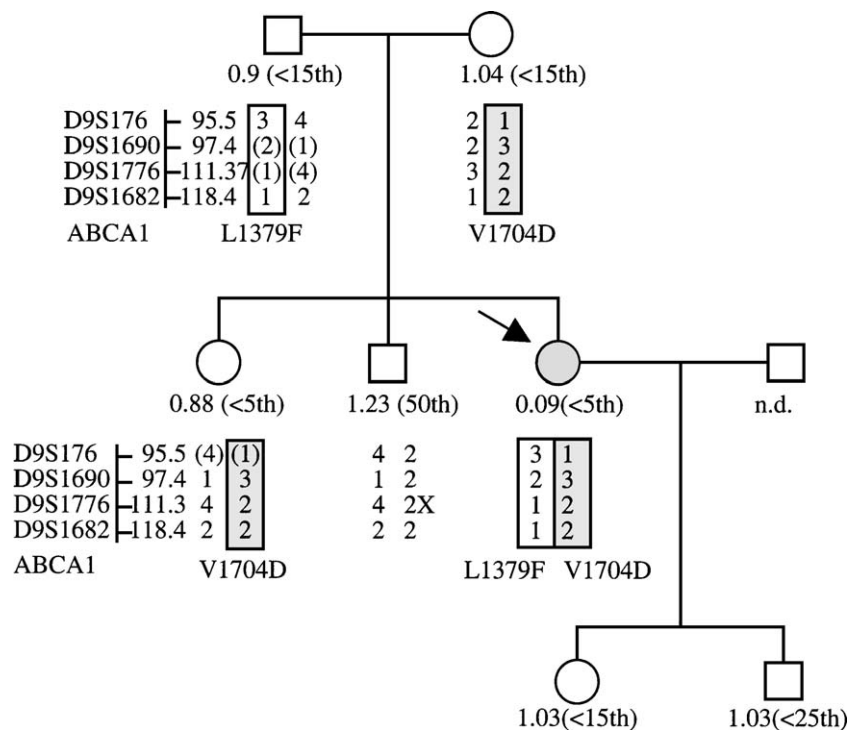 0.9 (<15th) 1.04 (<15th)
D9S176 95.5 3 4 2 1
D9S1690 97.4 (2) (1) 2 3
D9S1776 111.37 (1) (4) 3 2
D9S1682 118.4 1 2 1 2
ABCA1 L1379F V1704D
0.88 (<5th) 1.23 (50th) 0.09(<5th) n.d.
D9S176 95.5 (4) (1) 4 2 3 1
D9S1690 97.4 1 3 1 2 2 3
D9S1776 111.3 4 2 4 2X 1 2
D9S1682 118.4 2 2 2 2 1 2
ABCA1 V1704D L1379F V1704D
1.03(<15th) 1.03(<25th)